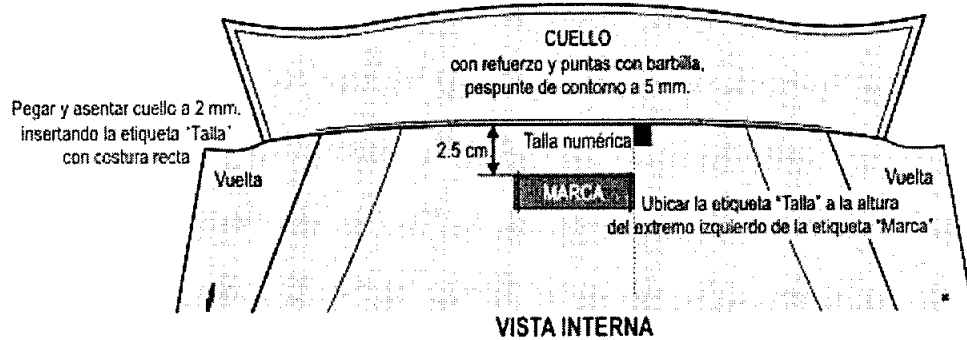 CUELLO
con refuerzo y puntas con barbilla,
pespunte de contorno a 5 mm.
Pegar y asentar cuello a 2 mm.
insertando la etiqueta "Talla"
con costura recta
2.5 cm
Talla numérica
Vuelta
MARCA
Vuelta
Ubicar la etiqueta "Talla" a la altura
del extremo izquierdo de la etiqueta "Marca"
VISTA INTERNA